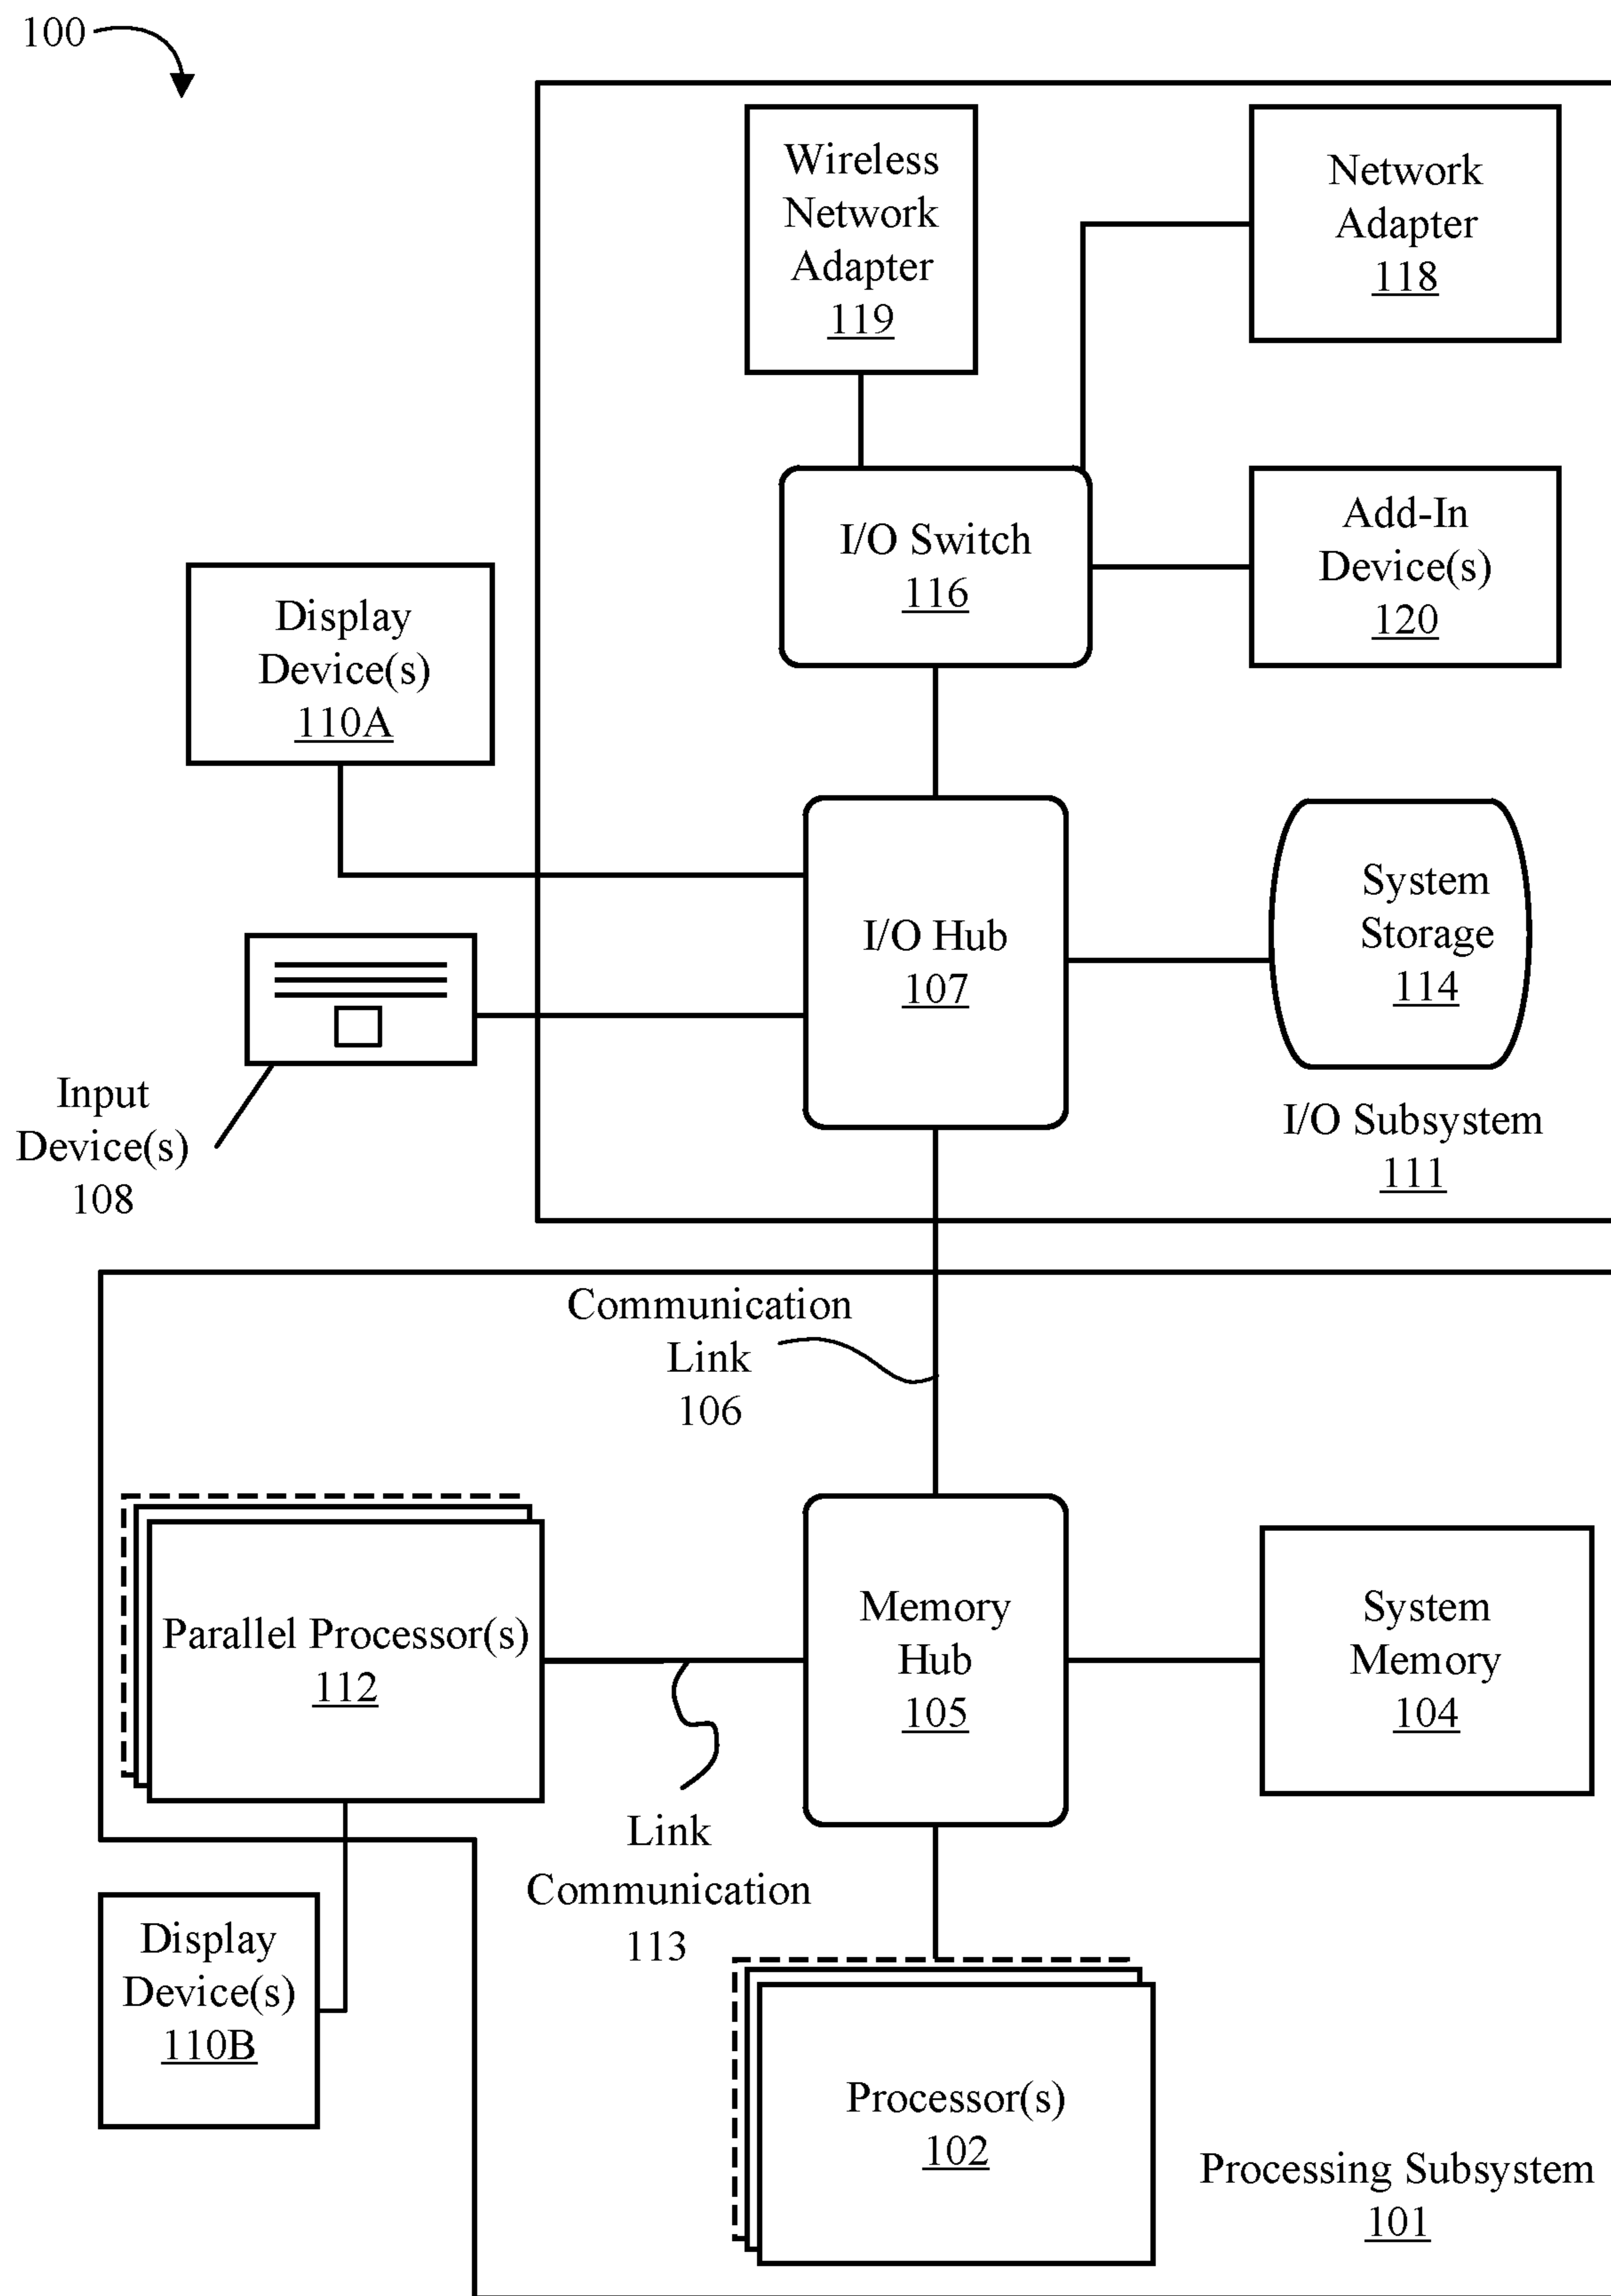 100
Wireless
Network
Adapter
119
Network
Adapter
118
I/O Switch
116
Add-In
Device(s)
120
Display
Device(s)
110A
I/O Hub
107
System
Storage
114
Input
Device(s)
108
I/O Subsystem
111
Communication
Link
106
Parallel Processor(s)
112
Memory
Hub
105
System
Memory
104
Link
Communication
113
Display
Device(s)
110B
Processor(s)
102
Processing Subsystem
101